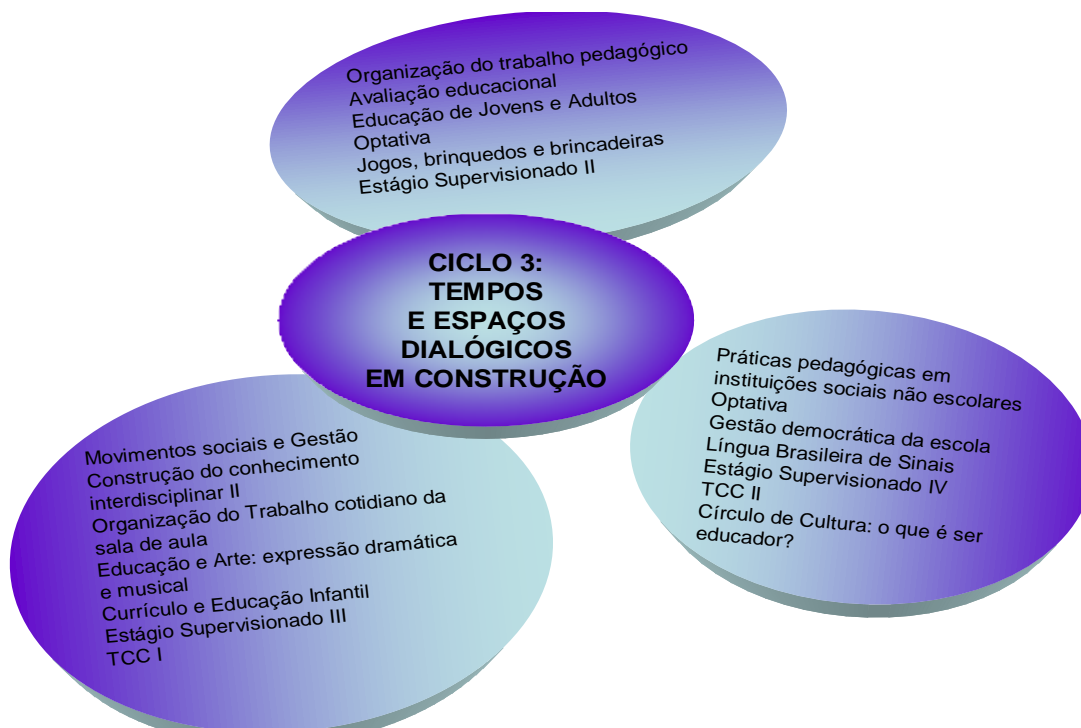 Organização do trabalho pedagógico
Avaliação educacional
Educação de Jovens e Adultos
Optativa
Jogos, brinquedos e brincadeiras
Estágio Supervisionado II
CICLO 3:
TEMPOS
E ESPAÇOS
DIALÓGICOS
EM CONSTRUÇÃO
Práticas pedagógicas em
instituições sociais não escolares
Optativa
Gestão democrática da escola
Língua Brasileira de Sinais
Estágio Supervisionado IV
TCC II
Círculo de Cultura: o que é ser
educador?
Movimentos sociais e Gestão
Construção do conhecimento
interdisciplinar II
Organização do Trabalho cotidiano da
sala de aula
Educação e Arte: expressão dramática
e musical
Currículo e Educação Infantil
Estágio Supervisionado III
TCC I